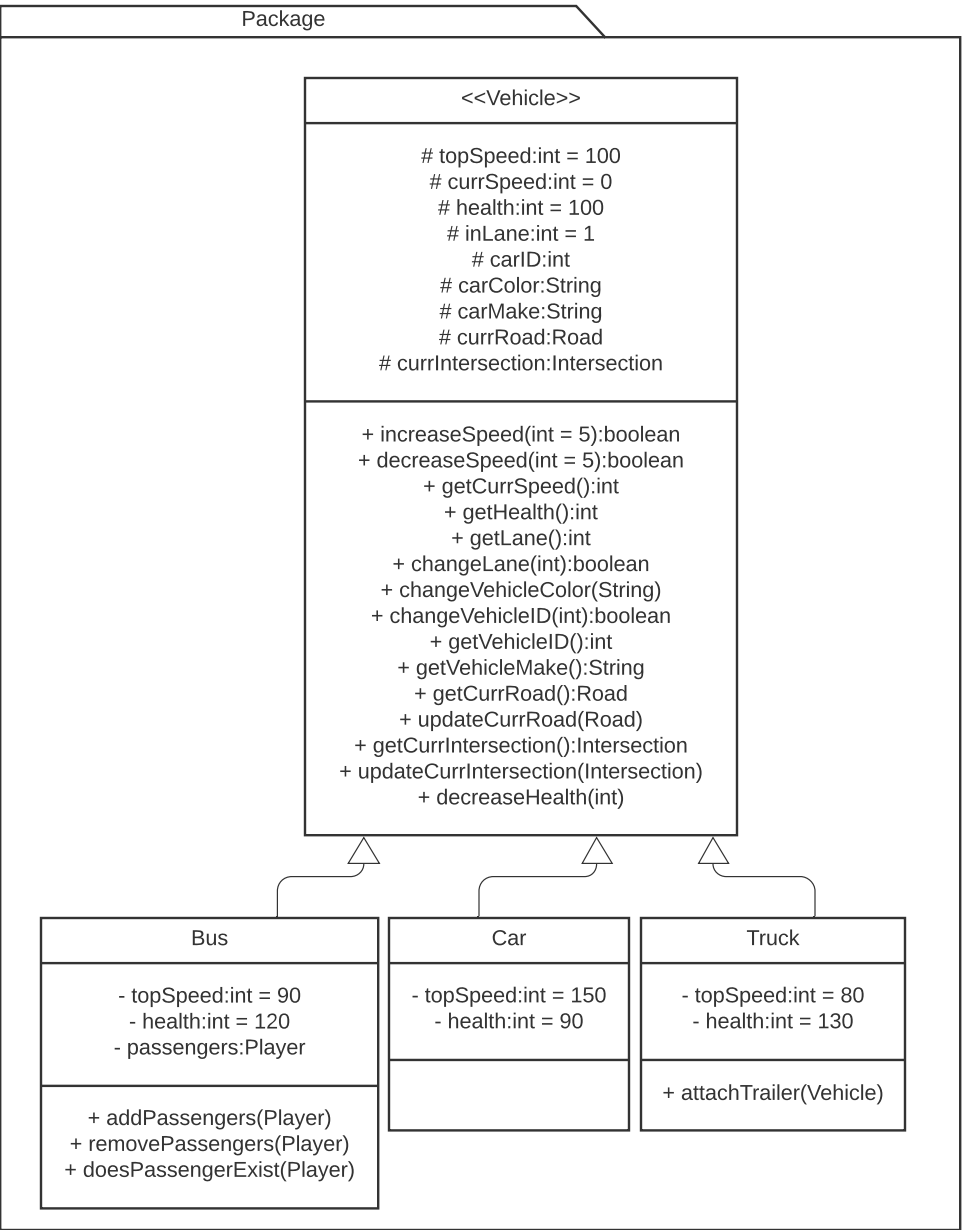 Package
<<Vehicle>>
# topSpeed:int = 100
# currSpeed:int = 0
# health:int = 100
# inLane:int = 1
# carID:int
# carColor:String
# carMake:String
# currRoad:Road
# currIntersection:Intersection
+ increaseSpeed(int = 5):boolean
+ decreaseSpeed(int = 5):boolean
+ getCurrSpeed():int
+ getHealth():int
+ getLane():int
+ changeLane(int):boolean
+ changeVehicleColor(String)
+ changeVehicleID(int):boolean
+ getVehicleID():int
+ getVehicleMake():String
+ getCurrRoad():Road
+ updateCurrRoad(Road)
+ getCurrIntersection():Intersection
+ updateCurrIntersection(Intersection)
+ decreaseHealth(int)
Bus
- topSpeed:int = 90
- health:int = 120
- passengers:Player
+ addPassengers(Player)
+ removePassengers(Player)
+ doesPassengerExist(Player)
Car
- topSpeed:int = 150
- health:int = 90
Truck
- topSpeed:int = 80
- health:int = 130
+ attachTrailer(Vehicle)